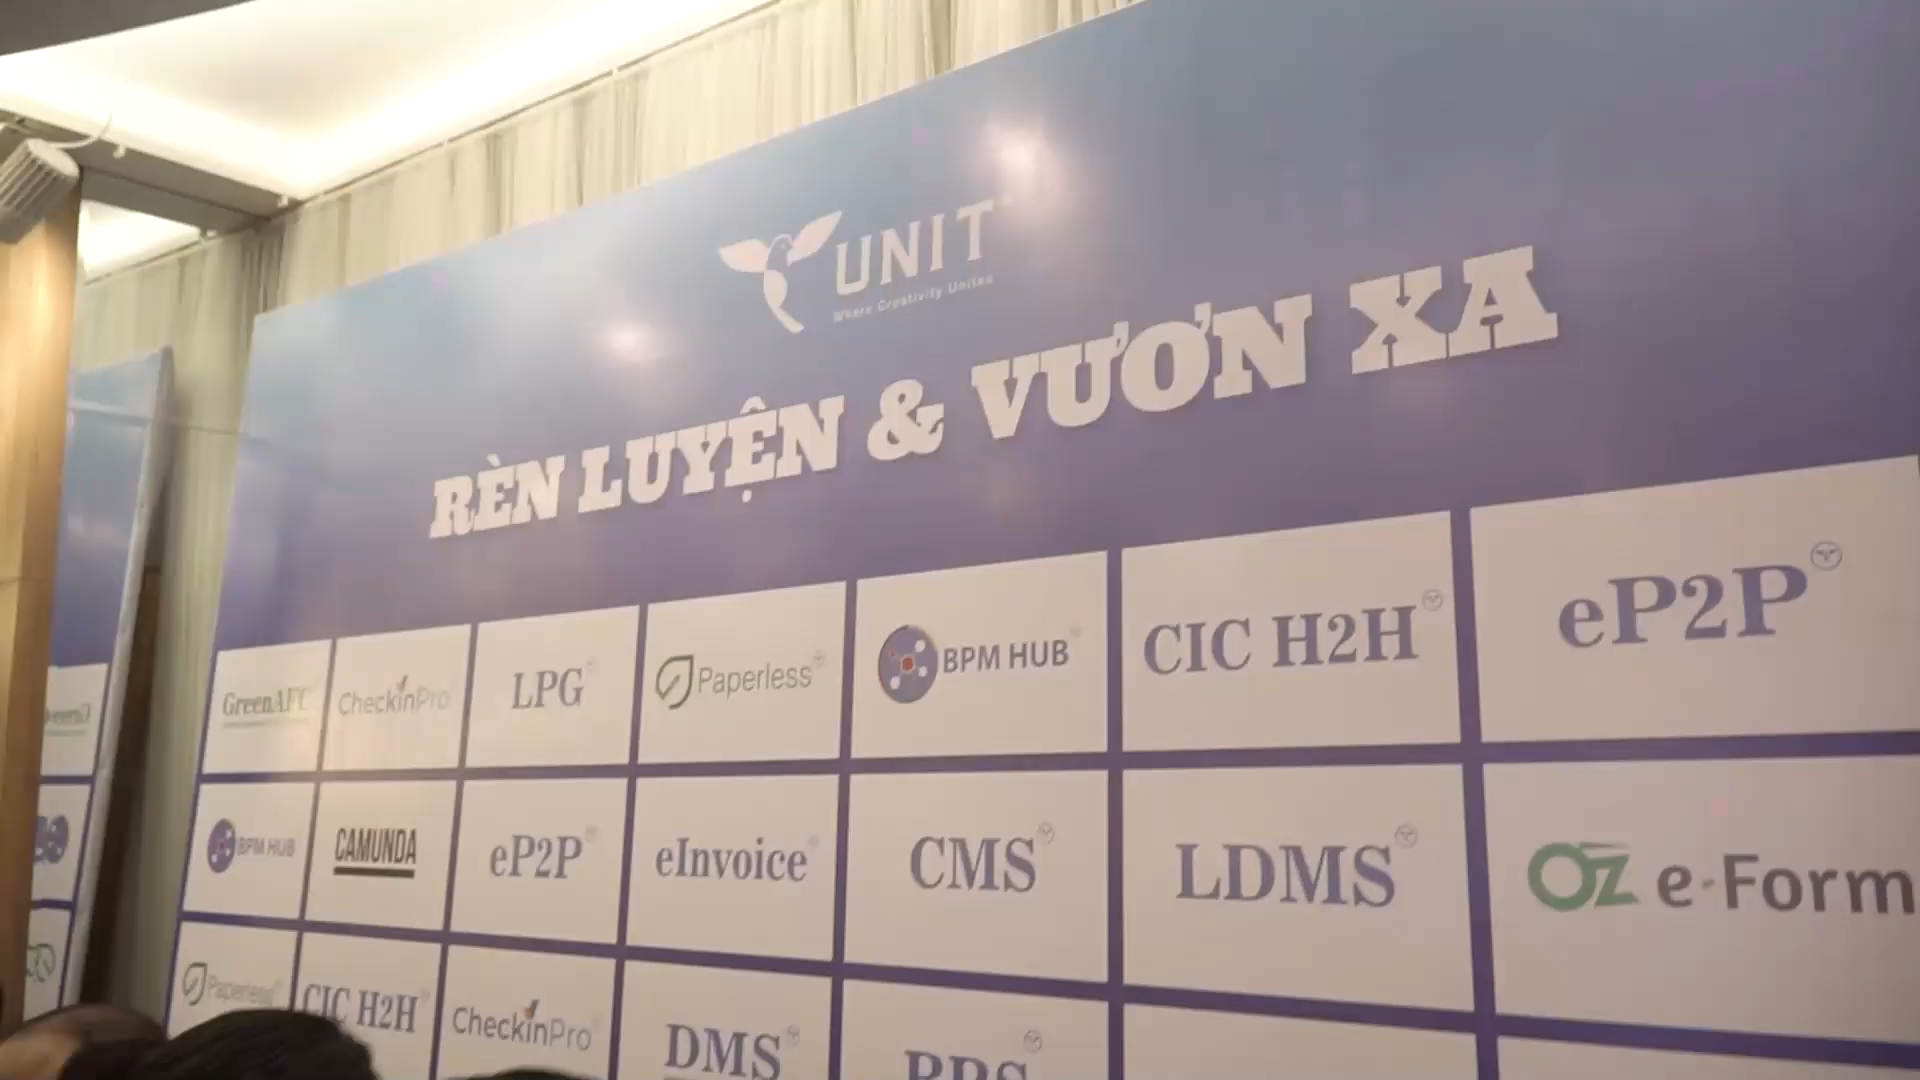 UNIT
Where Creativity Unites
RÈN LUYỆN & VƯƠN XA
GreenAFC CheckinPro LPG Paperless BPM HUB CIC H2H eP2P
BPM HUB CAMUNDA eP2P eInvoice CMS LDMS OZ e-Form
Paperless CIC H2H CheckinPro DMS